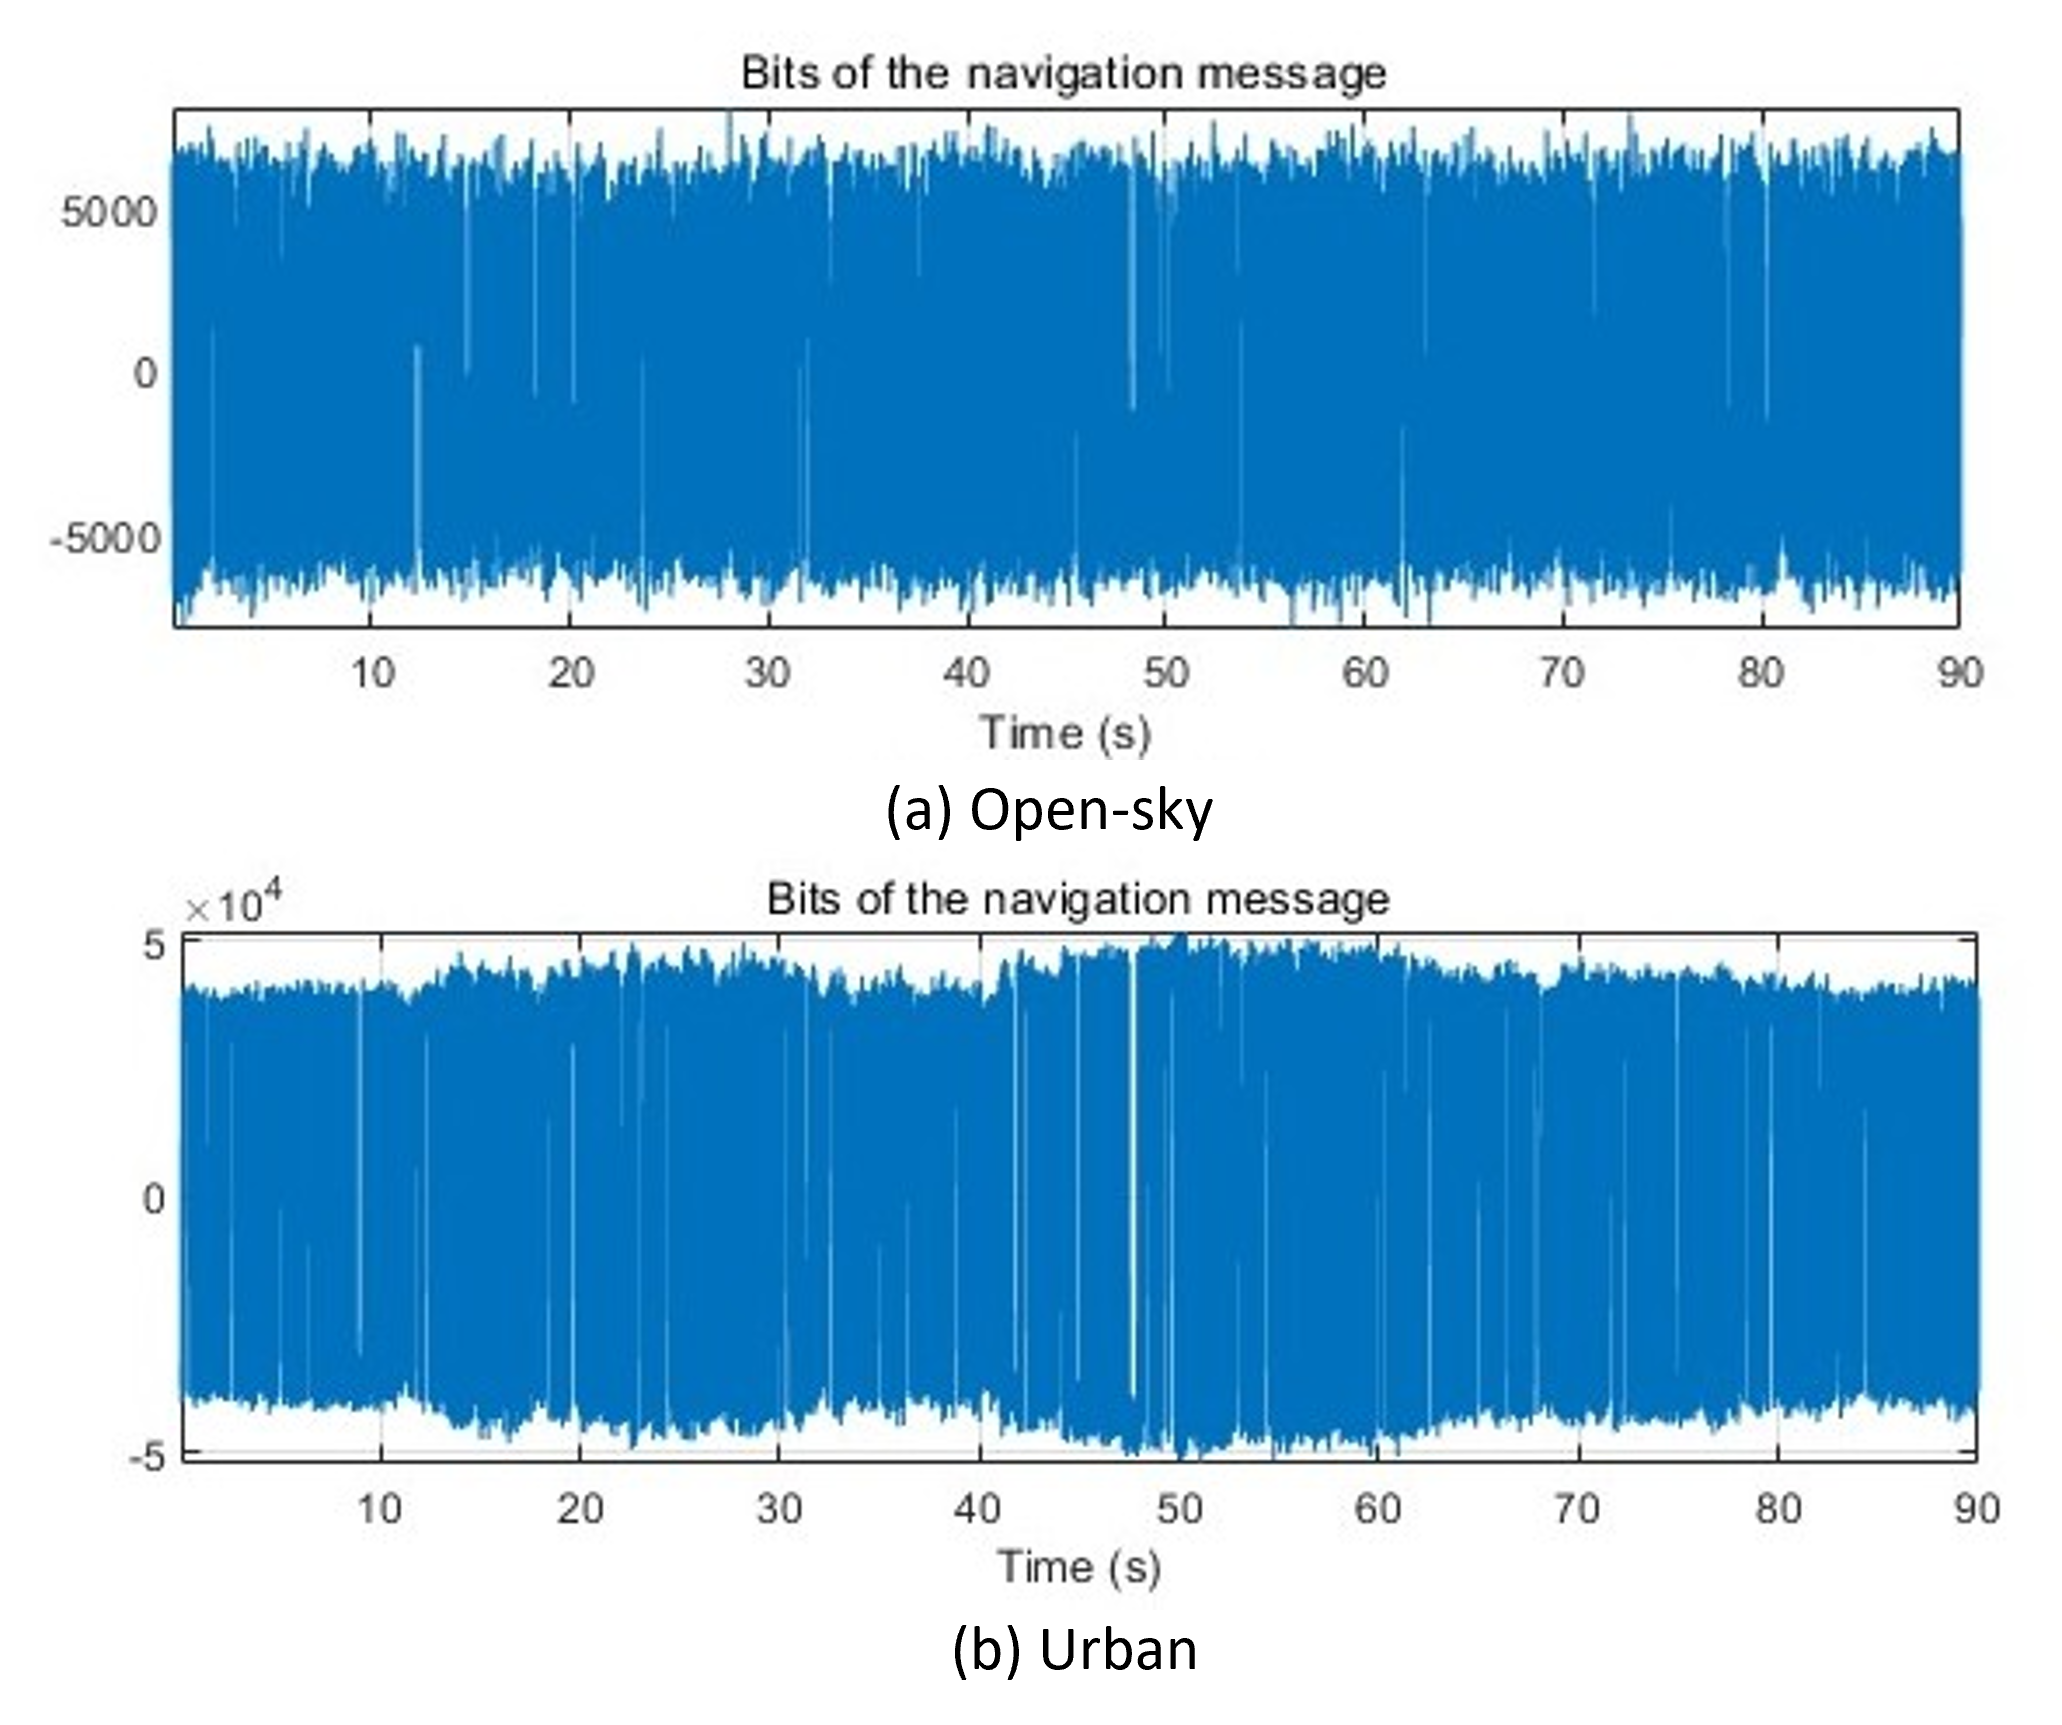 Bits of the navigation message
5000
0
-5000
10 20 30 40 50 60 70 80 90
Time (s)
(a) Open-sky
×10⁴
Bits of the navigation message
5
0
-5
10 20 30 40 50 60 70 80 90
Time (s)
(b) Urban